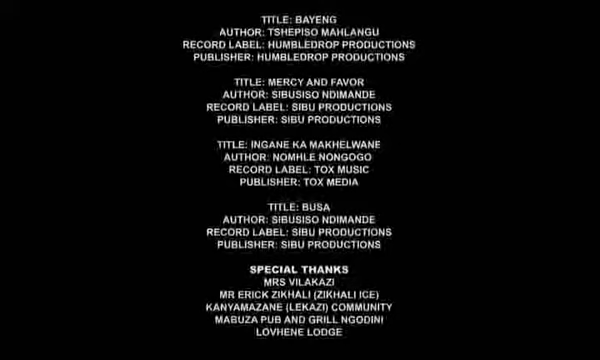 TITLE: BAYENG
AUTHOR: TSHEPISO MAHLANGU
RECORD LABEL: HUMBLEDROP PRODUCTIONS
PUBLISHER: HUMBLEDROP PRODUCTIONS
TITLE: MERCY AND FAVOR
AUTHOR: SIBUSISO NDIMANDE
RECORD LABEL: SIBU PRODUCTIONS
PUBLISHER: SIBU PRODUCTIONS
TITLE: INGANE KA MAKHELWANE
AUTHOR: NOMHLE NONGOGO
RECORD LABEL: TOX MUSIC
PUBLISHER: TOX MEDIA
TITLE: BUSA
AUTHOR: SIBUSISO NDIMANDE
RECORD LABEL: SIBU PRODUCTIONS
PUBLISHER: SIBU PRODUCTIONS
SPECIAL THANKS
MRS VILAKAZI
MR ERICK ZIKHALI (ZIKHALI ICE)
KANYAMAZANE (LEKAZI) COMMUNITY
MABUZA PUB AND GRILL NGODINI
LOVHENE LODGE